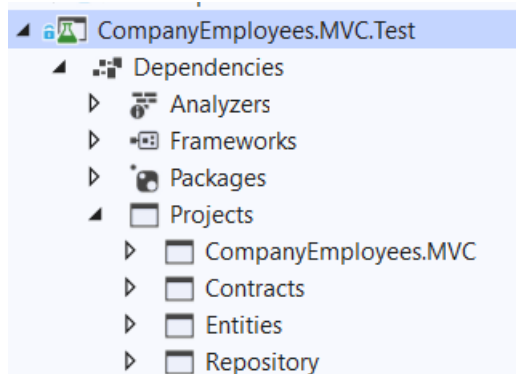 CompanyEmployees.MVC.Test
Dependencies
Analyzers
Frameworks
Packages
Projects
CompanyEmployees.MVC
Contracts
Entities
Repository